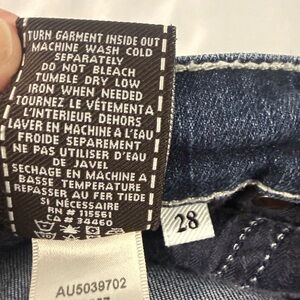 TURN GARMENT INSIDE OUT
MACHINE WASH COLD
SEPARATELY
DO NOT BLEACH
TUMBLE DRY LOW
IRON WHEN NEEDED
TOURNEZ LE VÉTEMENT À
L'INTERIEUR DEHORS
LAVER EN MACHINE A L'EAU
FROIDE SEPAREMENT
NE PAS UTILISER D'EAU
DE JAVEL
SECHAGE EN MACHINE A
BASSE TEMPERATURE
REPASSER AU FER TIEDE
SI NÉCESSAIRE
RN # 115561
CA # 34460
28
AU5039702